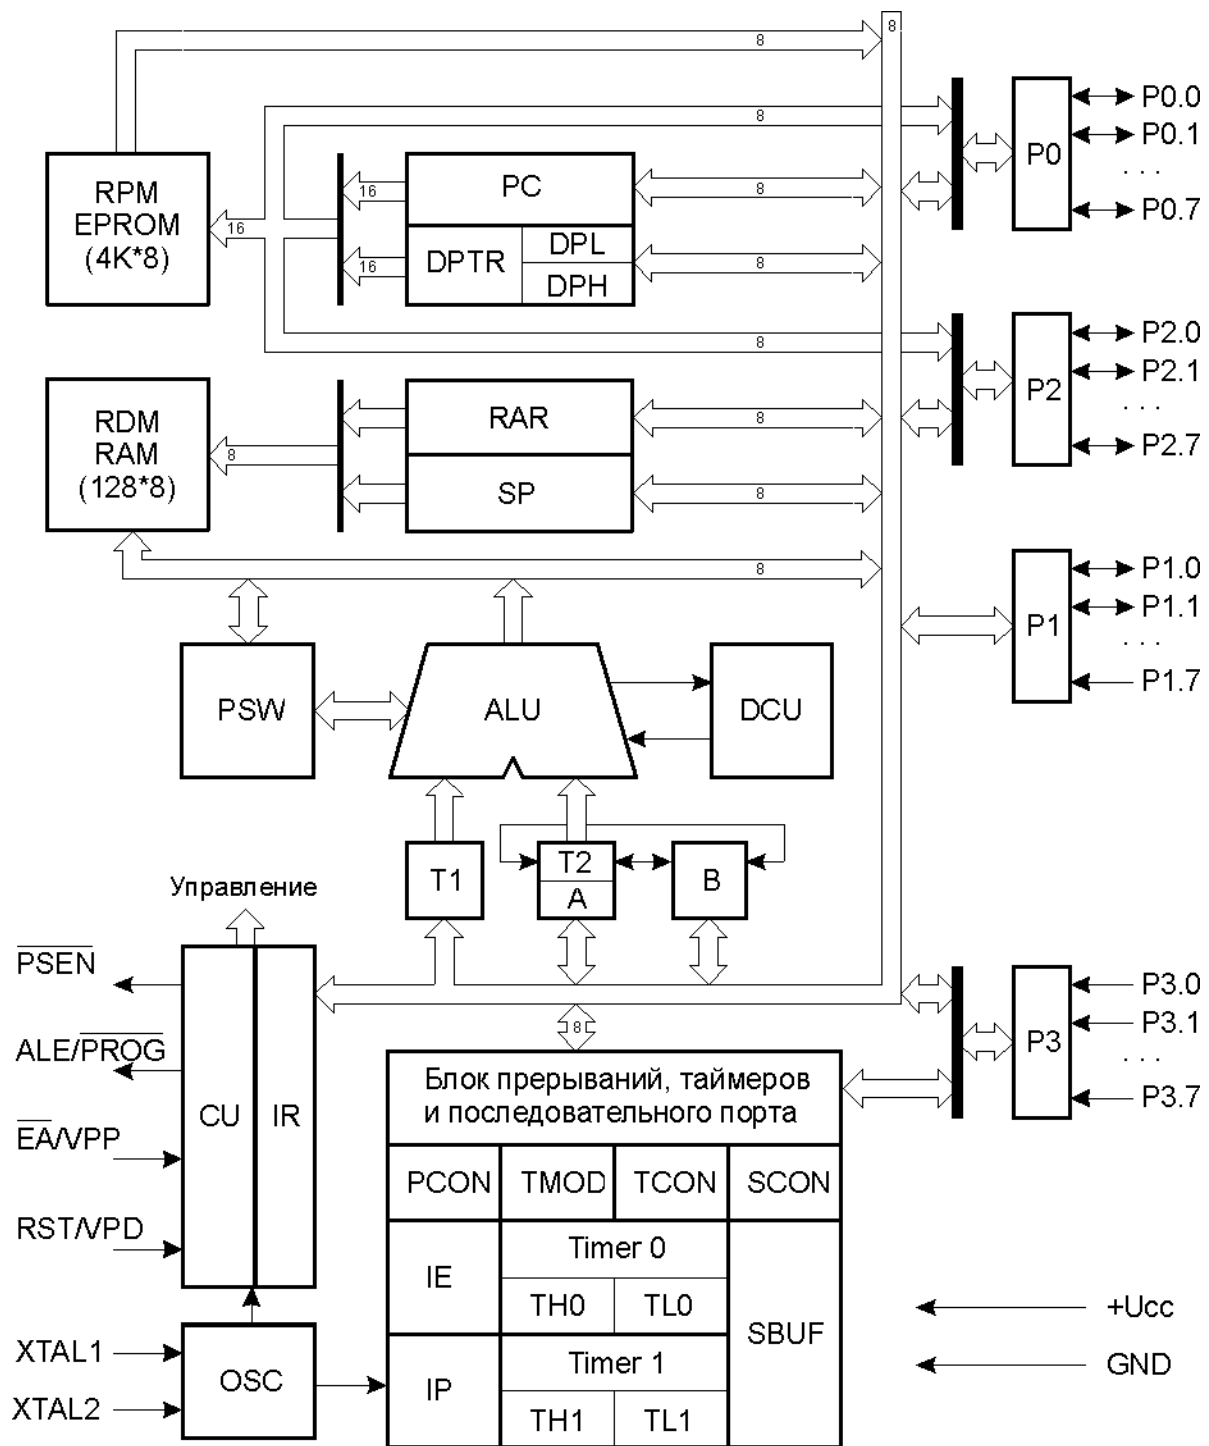 8
8
P0.0
8
P0.1
P0
. . .
P0.7
RPM
EPROM
(4K*8)
16
16
PC
8
16
DPTR
DPL
DPH
8
8
P2.0
P2.1
P2
. . .
P2.7
RDM
RAM
(128*8)
8
RAR
8
SP
8
8
P1.0
P1.1
P1
. . .
P1.7
PSW
ALU
DCU
T1
T2
A
B
Управление
PSEN
ALE/PROG
EA/VPP
RST/VPD
CU
IR
8
P3.0
P3.1
P3
. . .
P3.7
Блок прерываний, таймеров
и последовательного порта
PCON
TMOD
TCON
SCON
IE
Timer 0
TH0
TL0
SBUF
IP
Timer 1
TH1
TL1
XTAL1
XTAL2
OSC
+Ucc
GND